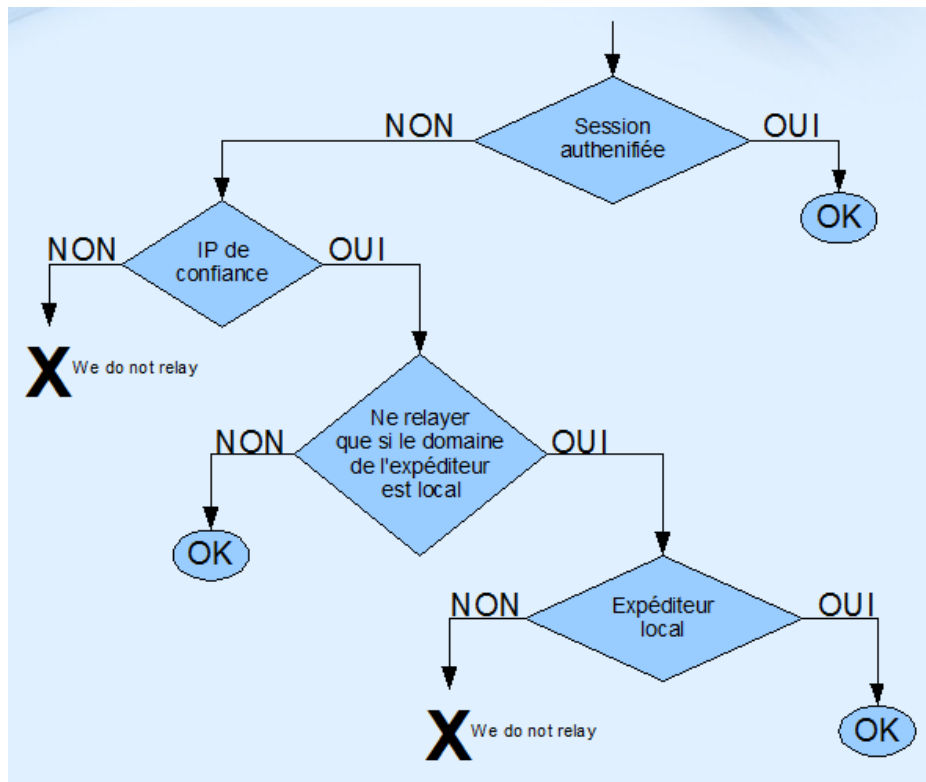 NON
Session
authenifiée
OUI
OK
NON
IP de
confiance
OUI
We do not relay
NON
Ne relayer
que si le domaine
de l'expéditeur
est local
OUI
OK
NON
Expéditeur
local
OUI
X We do not relay
OK